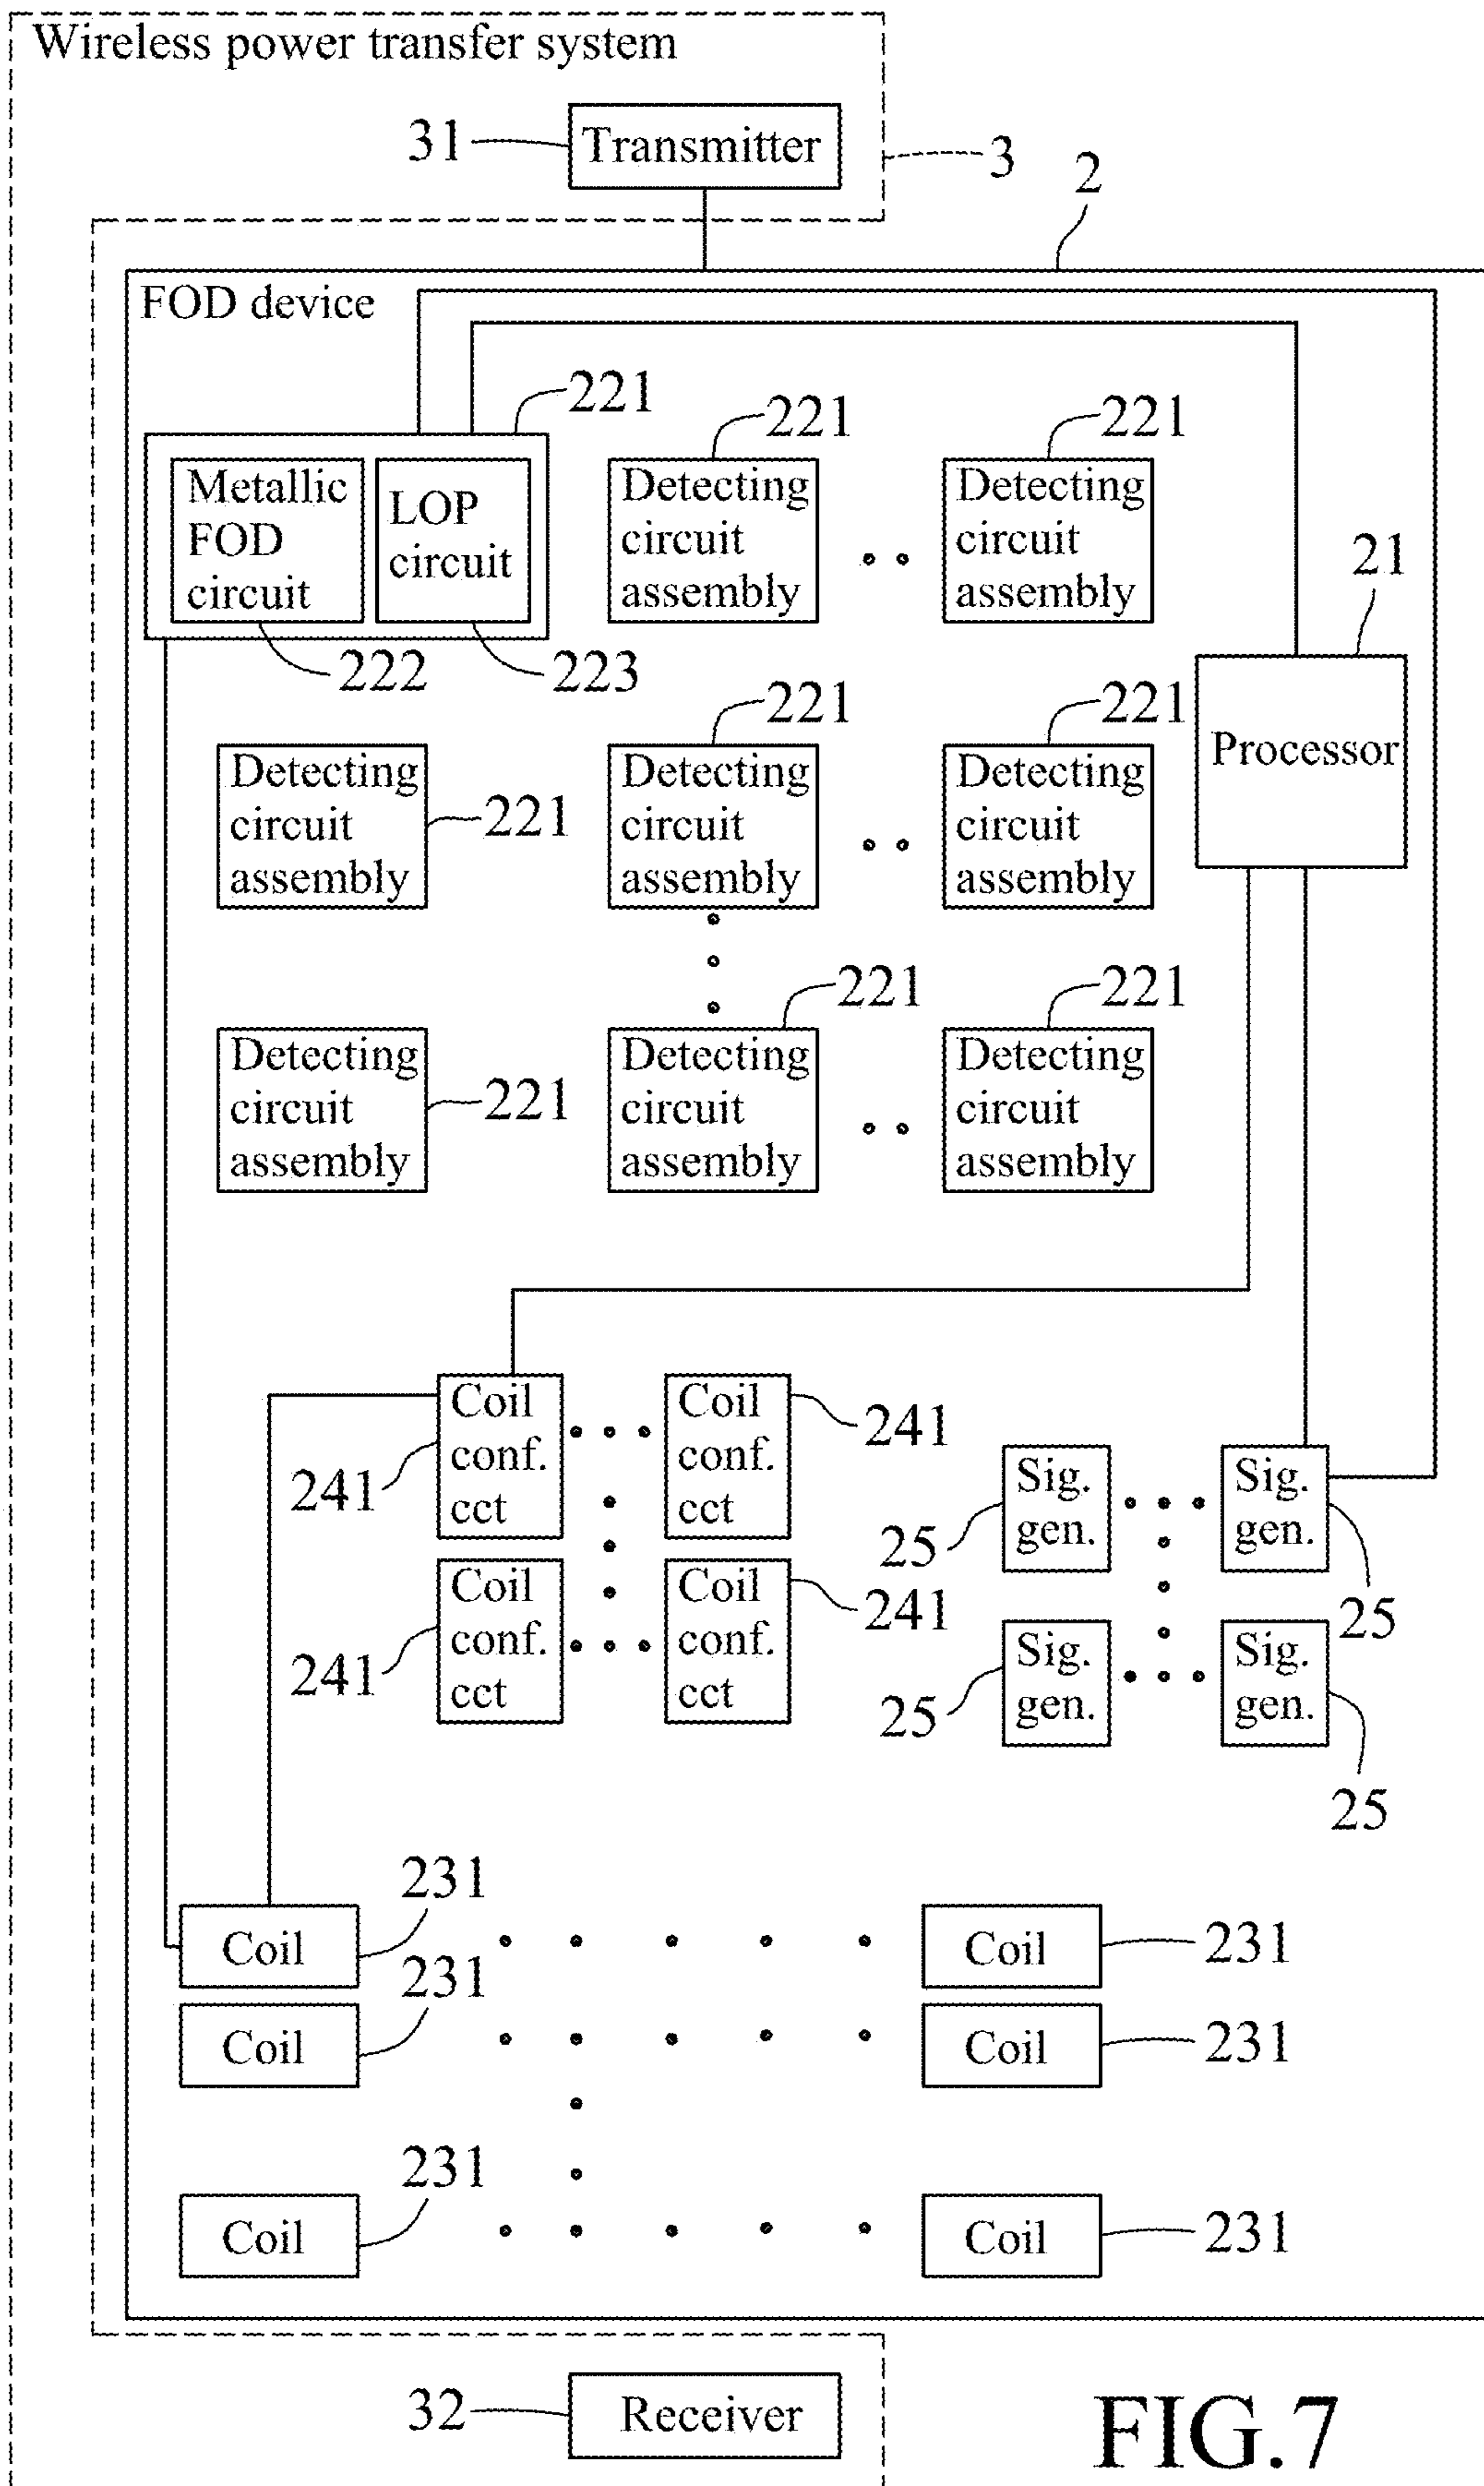 Wireless power transfer system
31
Transmitter
3
2
FOD device
221
221
221
Metallic
FOD
circuit
LOP
circuit
Detecting
circuit
assembly
Detecting
circuit
assembly
21
222
223
221
221
Processor
Detecting
circuit
assembly
221
Detecting
circuit
assembly
Detecting
circuit
assembly
221
221
Detecting
circuit
assembly
221
Detecting
circuit
assembly
Detecting
circuit
assembly
Coil
conf.
cct
241
Coil
conf.
cct
241
Sig.
gen.
25
Sig.
gen.
25
Coil
conf.
cct
241
Coil
conf.
cct
241
Sig.
gen.
25
Sig.
gen.
25
231
Coil
Coil
231
231
Coil
Coil
231
231
Coil
Coil
231
32
Receiver
FIG.7